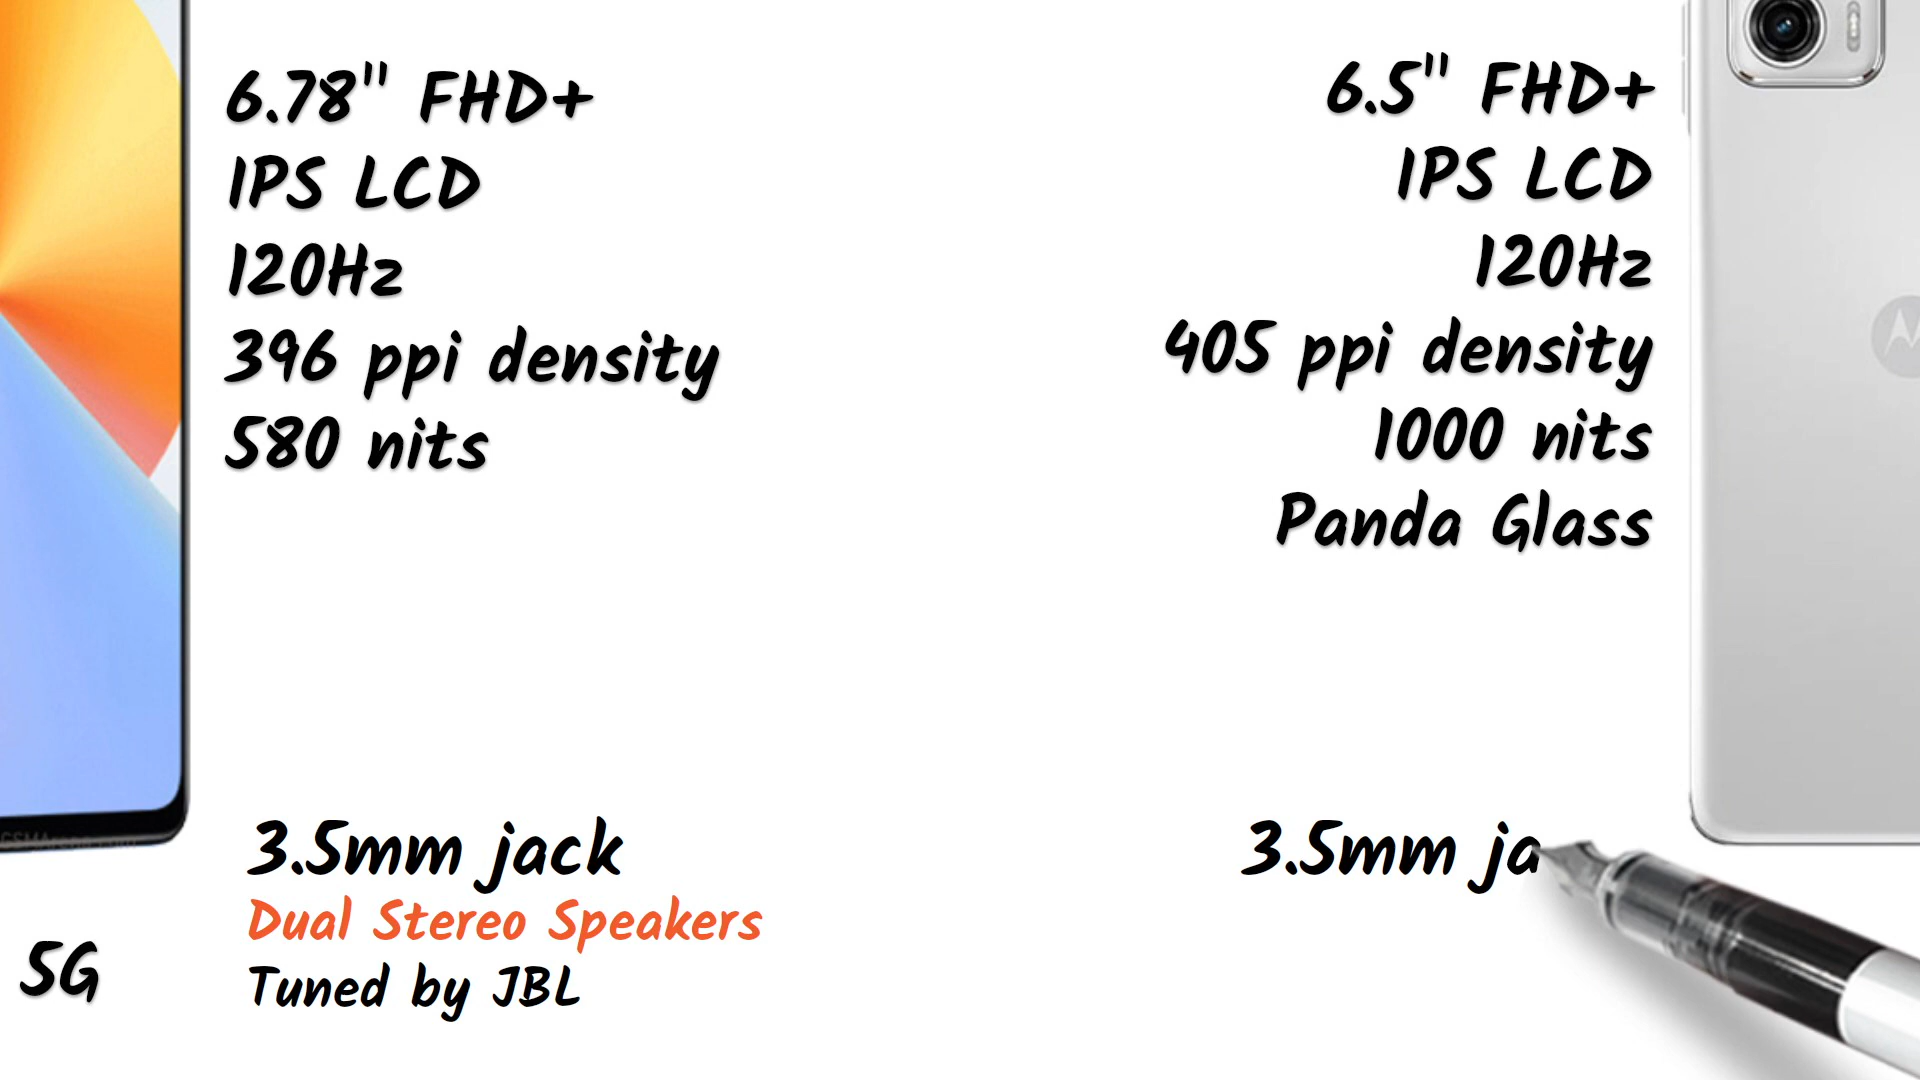 6.78" FHD+
IPS LCD
120Hz
396 ppi density
580 nits
6.5" FHD+
IPS LCD
120Hz
405 ppi density
1000 nits
Panda Glass
3.5mm jack
Dual Stereo Speakers
Tuned by JBL
3.5mm ja
5G